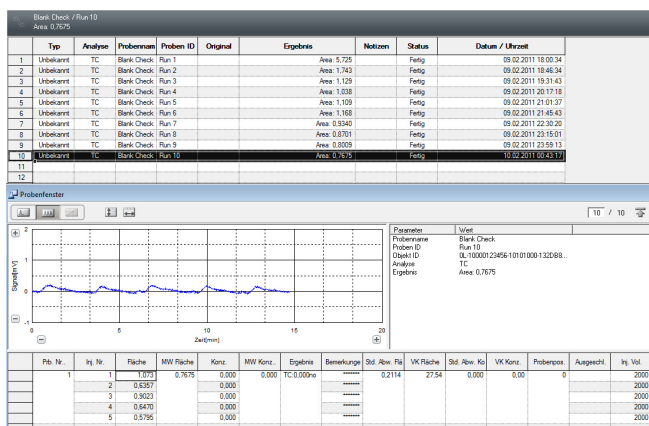 Blank Check / Run 10
Area: 0,7675
Typ Analyse Probennam Proben ID Original Ergebnis Notizen Status Datum / Uhrzeit
1 Unbekannt TC Blank Check Run 1 Area: 5,725 Fertig 09.02.2011 18:00:34
2 Unbekannt TC Blank Check Run 2 Area: 1,743 Fertig 09.02.2011 18:46:34
3 Unbekannt TC Blank Check Run 3 Area: 1,129 Fertig 09.02.2011 19:31:43
4 Unbekannt TC Blank Check Run 4 Area: 1,038 Fertig 09.02.2011 20:17:18
5 Unbekannt TC Blank Check Run 5 Area: 1,109 Fertig 09.02.2011 21:01:37
6 Unbekannt TC Blank Check Run 6 Area: 1,168 Fertig 09.02.2011 21:45:43
7 Unbekannt TC Blank Check Run 7 Area: 0,9340 Fertig 09.02.2011 22:30:20
8 Unbekannt TC Blank Check Run 8 Area: 0,8701 Fertig 09.02.2011 23:15:01
9 Unbekannt TC Blank Check Run 9 Area: 0,8009 Fertig 09.02.2011 23:59:13
10 Unbekannt TC Blank Check Run 10 Area: 0,7675 Fertig 10.02.2011 00:43:17
11
12
Probenfenster
10 / 10
Parameter Wert
Probenname Blank Check
Proben ID Run 10
Objekt ID 0L-10000123456-10101000-132DB8...
Analyse TC
Ergebnis Area: 0,7675
Signal[mV]
2
1
0
-,1
0 5 10 15 20
Zeit[min]
Prb. Nr.. Inj. Nr. Fläche MW Fläche Konz. MW Konz.. Ergebnis Bemerkunge Std. Abw. Flä VK Fläche Std. Abw. Ko VK Konz. Probenpos. Ausgeschl. Inj. Vol.
1 1 1,073 0,7675 0,000 0,000 TC:0,000no ******* 0,2114 27,54 0,000 0,00 0 2000
2 0,6357 0,000 ******* 2000
3 0,9023 0,000 ******* 2000
4 0,6470 0,000 ******* 2000
5 0,5795 0,000 ******* 2000